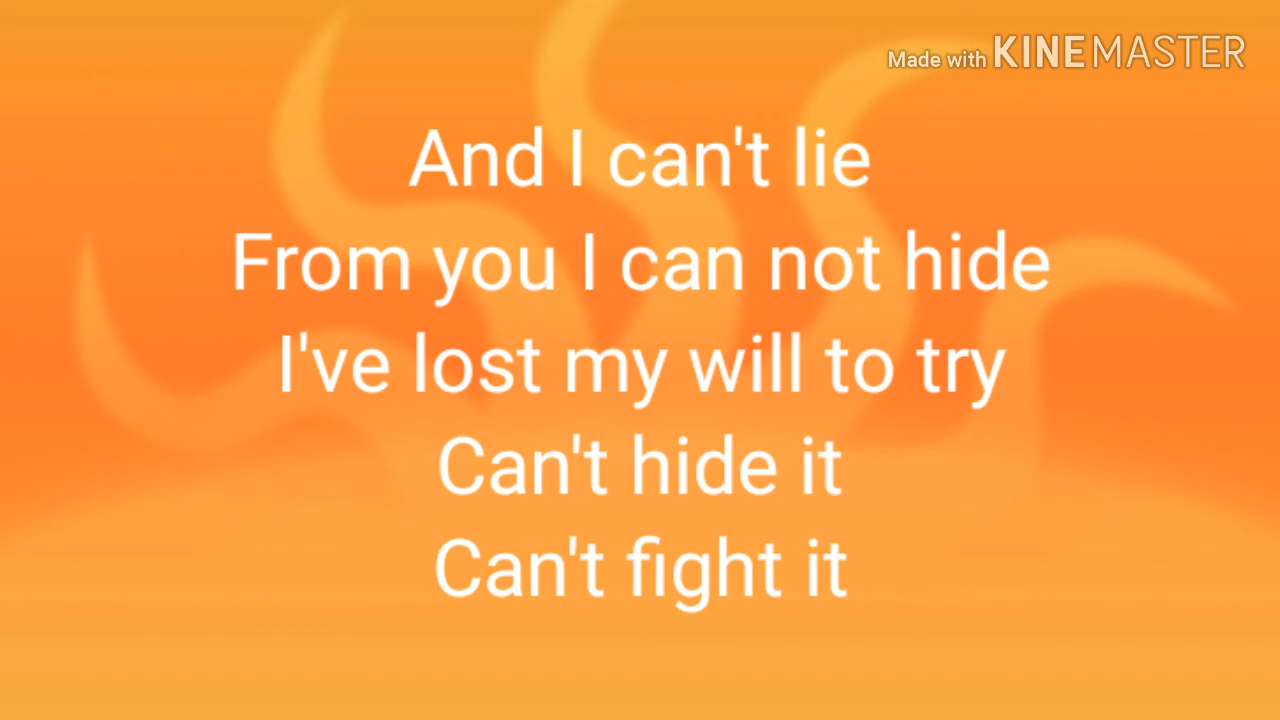 Made with KINEMASTER
And I can't lie
From you I can not hide
I've lost my will to try
Can't hide it
Can't fight it